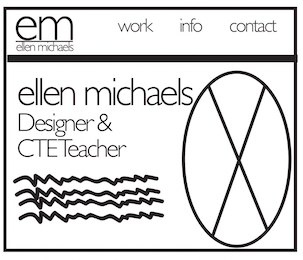 em
ellen michaels
work info contact
ellen michaels
Designer &
CTETeacher